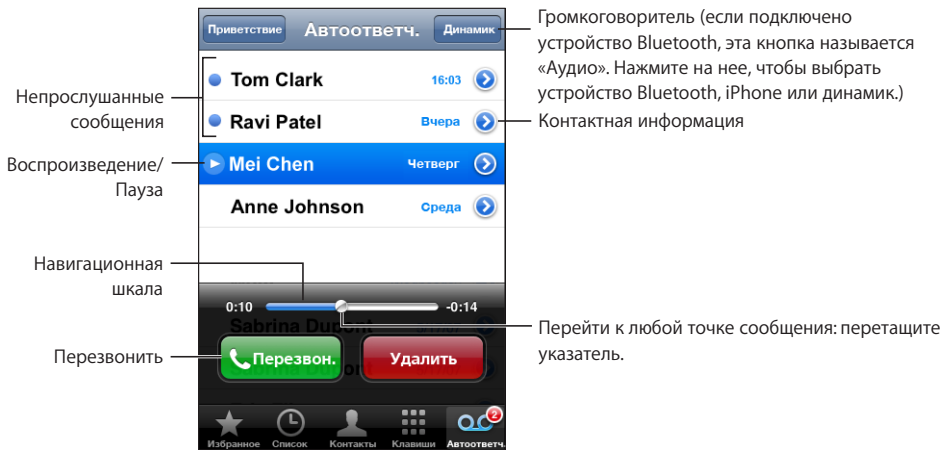 Приветствие
Автоответч.
Динамик
Tom Clark
16:03
Ravi Patel
Вчера
Mei Chen
Четверг
Anne Johnson
Среда
0:10
-0:14
Sabrina Dupont
Перезвон.
Удалить
Избранное
Список
Контакты
Клавиши
Автоответч.
2
Непрослушанные
сообщения
Воспроизведение/
Пауза
Навигационная
шкала
Перезвонить
Громкоговоритель (если подключено
устройство Bluetooth, эта кнопка называется
«Аудио». Нажмите на нее, чтобы выбрать
устройство Bluetooth, iPhone или динамик.)
Контактная информация
Перейти к любой точке сообщения: перетащите
указатель.